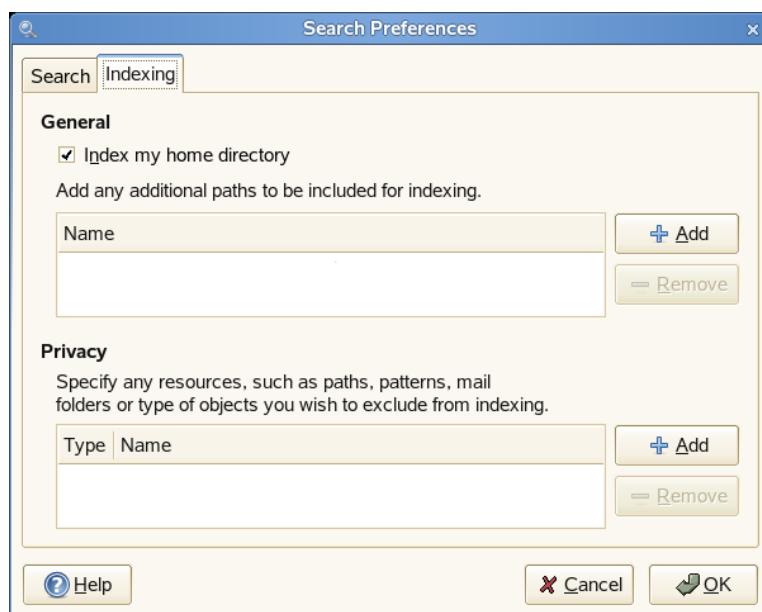 Search Preferences
Search
Indexing
General
Index my home directory
Add any additional paths to be included for indexing.
Name
Add
Remove
Privacy
Specify any resources, such as paths, patterns, mail
folders or type of objects you wish to exclude from indexing.
Type Name
Add
Remove
Help
Cancel
OK